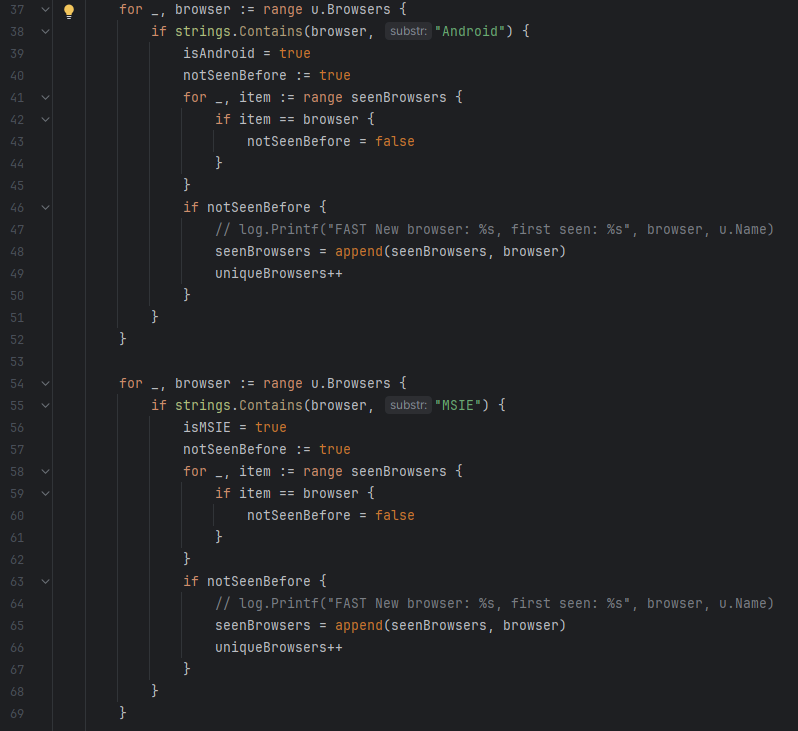 37 for _, browser := range u.Browsers {
38 if strings.Contains(browser, substr: "Android") {
39 isAndroid = true
40 notSeenBefore := true
41 for _, item := range seenBrowsers {
42 if item == browser {
43 notSeenBefore = false
44 }
45 }
46 if notSeenBefore {
47 // log.Printf("FAST New browser: %s, first seen: %s", browser, u.Name)
48 seenBrowsers = append(seenBrowsers, browser)
49 uniqueBrowsers++
50 }
51 }
52 }
53
54 for _, browser := range u.Browsers {
55 if strings.Contains(browser, substr: "MSIE") {
56 isMSIE = true
57 notSeenBefore := true
58 for _, item := range seenBrowsers {
59 if item == browser {
60 notSeenBefore = false
61 }
62 }
63 if notSeenBefore {
64 // log.Printf("FAST New browser: %s, first seen: %s", browser, u.Name)
65 seenBrowsers = append(seenBrowsers, browser)
66 uniqueBrowsers++
67 }
68 }
69 }